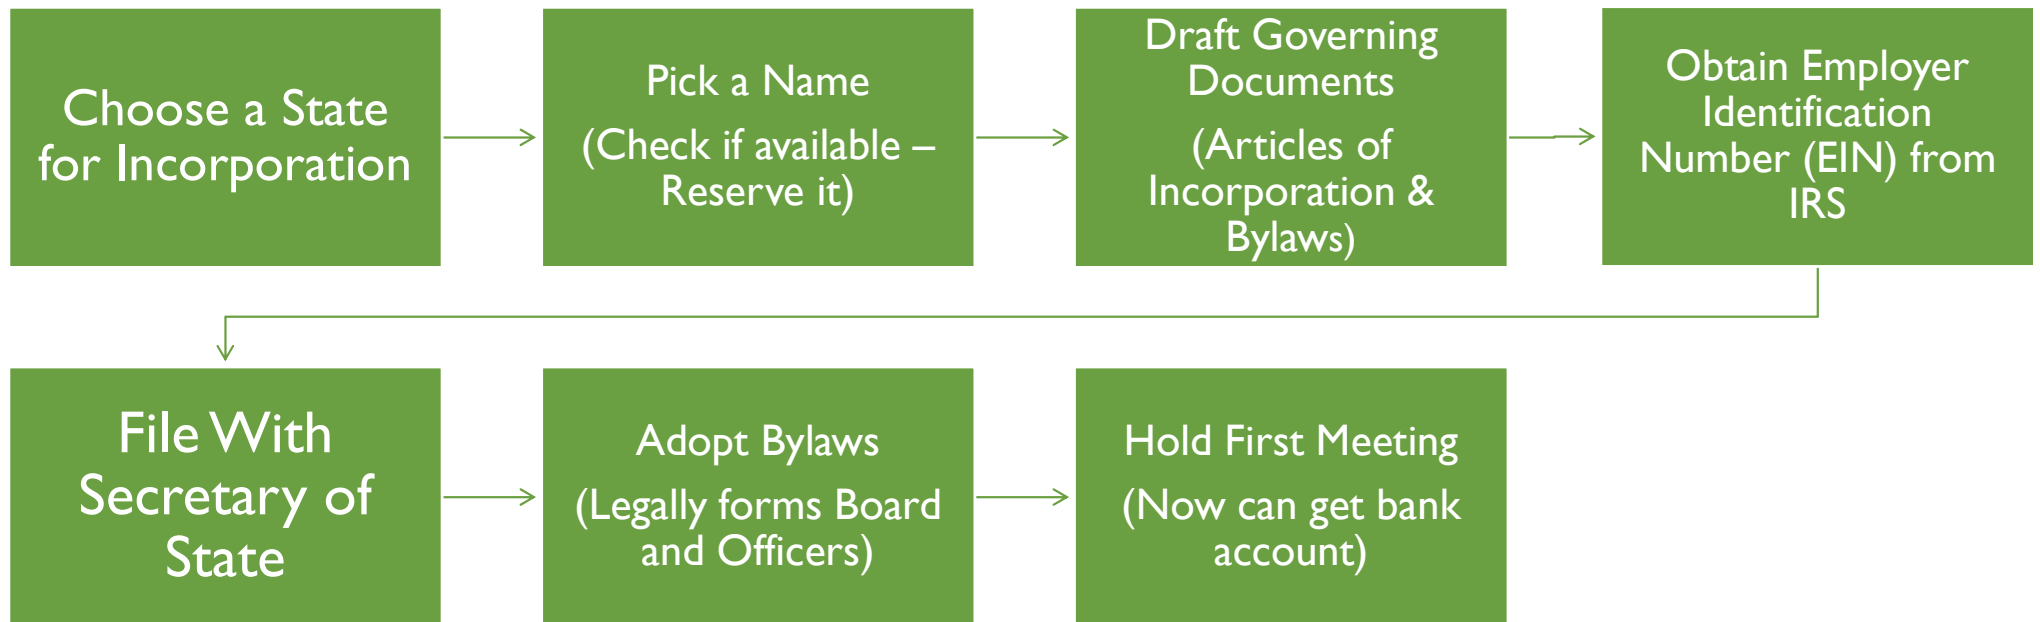 Choose a State
for Incorporation
Pick a Name
(Check if available –
Reserve it)
Draft Governing
Documents
(Articles of
Incorporation &
Bylaws)
Obtain Employer
Identification
Number (EIN) from
IRS
File With
Secretary of
State
Adopt Bylaws
(Legally forms Board
and Officers)
Hold First Meeting
(Now can get bank
account)